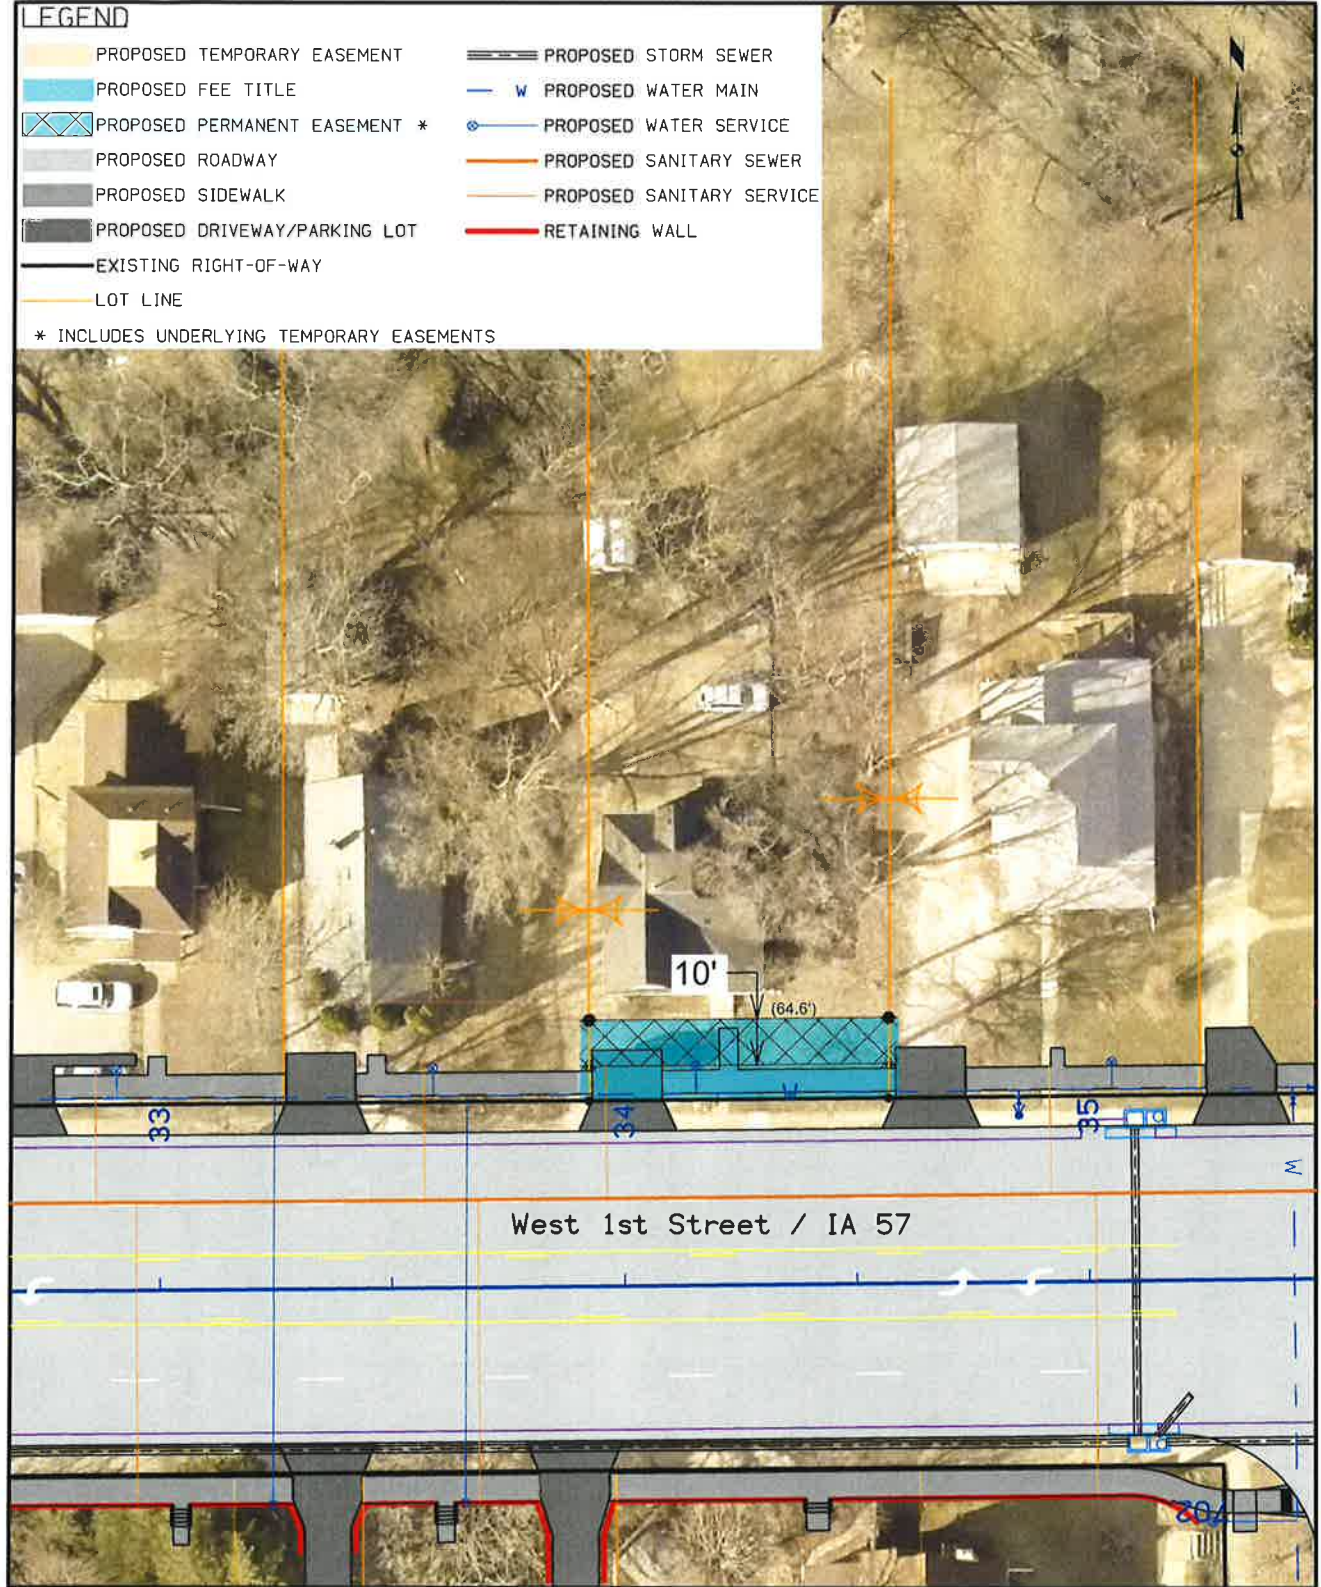 LEGEND
PROPOSED TEMPORARY EASEMENT
PROPOSED FEE TITLE
PROPOSED PERMANENT EASEMENT *
PROPOSED ROADWAY
PROPOSED SIDEWALK
PROPOSED DRIVEWAY/PARKING LOT
EXISTING RIGHT-OF-WAY
LOT LINE
* INCLUDES UNDERLYING TEMPORARY EASEMENTS
PROPOSED STORM SEWER
W PROPOSED WATER MAIN
PROPOSED WATER SERVICE
PROPOSED SANITARY SEWER
PROPOSED SANITARY SERVICE
RETAINING WALL
N
10'
(64.6')
W
33
34
35
W
West 1st Street / IA 57
702